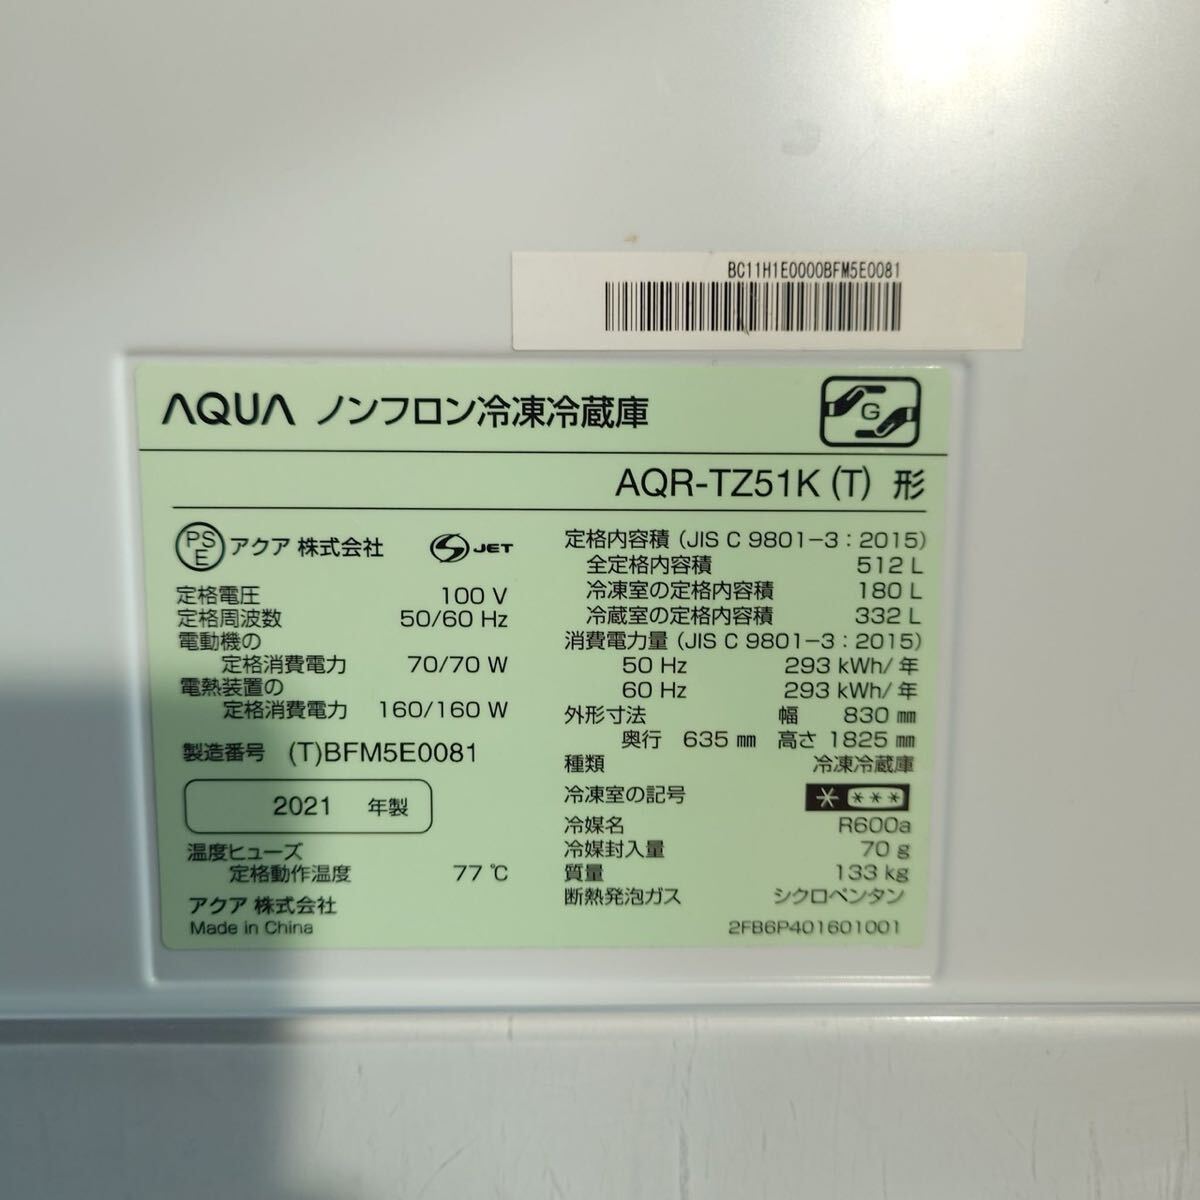 BC11H1E0000BFM5E0081
AQUA ノンフロン冷凍冷蔵庫
G
AQR-TZ51K (T) 形
PS
E
アクア 株式会社
JET
定格電圧 100 V
定格周波数 50/60 Hz
電動機の
定格消費電力 70/70 W
電熱装置の
定格消費電力 160/160 W
製造番号 (T)BFM5E0081
2021 年製
温度ヒューズ
定格動作温度 77 ℃
アクア 株式会社
Made in China
定格内容積 (JIS C 9801-3 : 2015)
全定格内容積 512 L
冷凍室の定格内容積 180 L
冷蔵室の定格内容積 332 L
消費電力量 (JIS C 9801-3 : 2015)
50 Hz 293 kWh/年
60 Hz 293 kWh/年
外形寸法 幅 830 ㎜
奥行 635 ㎜ 高さ 1825 ㎜
種類 冷凍冷蔵庫
冷凍室の記号 * ***
冷媒名 R600a
冷媒封入量 70 g
質量 133 kg
断熱発泡ガス シクロペンタン
2FB6P401601001